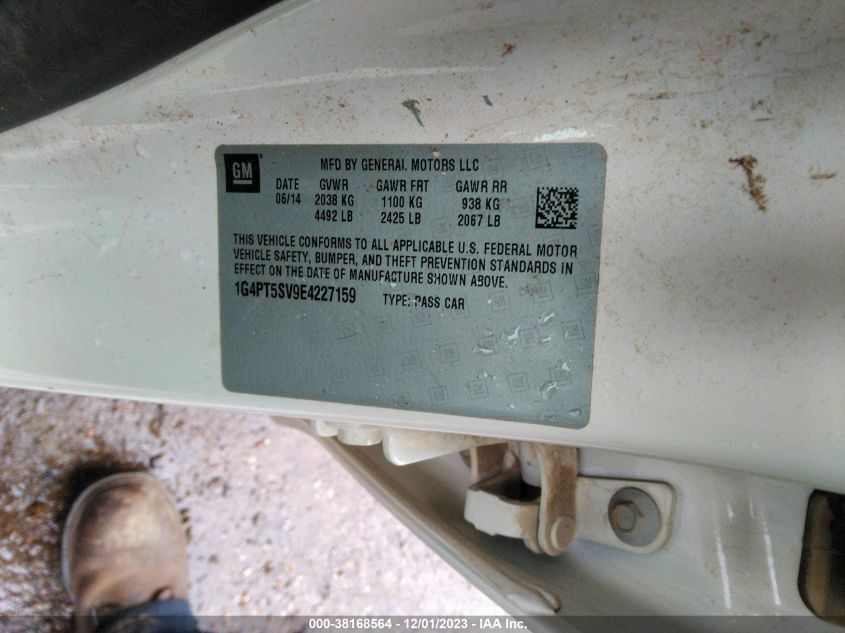 GM
MFD BY GENERAL MOTORS LLC
DATE GVWR GAWR FRT GAWR RR
06/14 2038 KG 1100 KG 938 KG
4492 LB 2425 LB 2067 LB
THIS VEHICLE CONFORMS TO ALL APPLICABLE U.S. FEDERAL MOTOR
VEHICLE SAFETY, BUMPER, AND THEFT PREVENTION STANDARDS IN
EFFECT ON THE DATE OF MANUFACTURE SHOWN ABOVE.
1G4PT5SV9E4227159 TYPE: PASS CAR
000-38168564 - 12/01/2023 - IAA Inc.